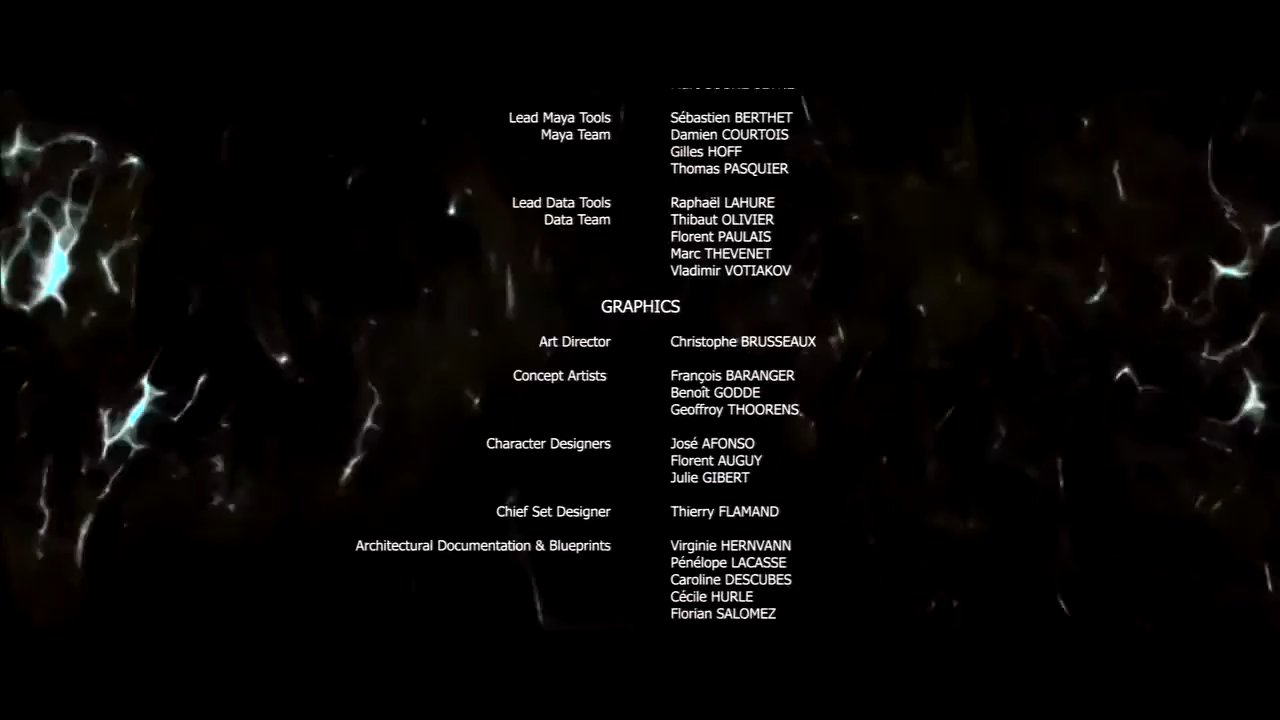 Lead Maya Tools Sébastien BERTHET
Maya Team Damien COURTOIS
Gilles HOFF
Thomas PASQUIER
Lead Data Tools Raphaël LAHURE
Data Team Thibaut OLIVIER
Florent PAULAIS
Marc THEVENET
Vladimir VOTIAKOV
GRAPHICS
Art Director Christophe BRUSSEAUX
Concept Artists François BARANGER
Benoît GODDE
Geoffroy THOORENS
Character Designers José AFONSO
Florent AUGUY
Julie GIBERT
Chief Set Designer Thierry FLAMAND
Architectural Documentation & Blueprints Virginie HERNVANN
Pénélope LACASSE
Caroline DESCUBES
Cécile HURLE
Florian SALOMEZ